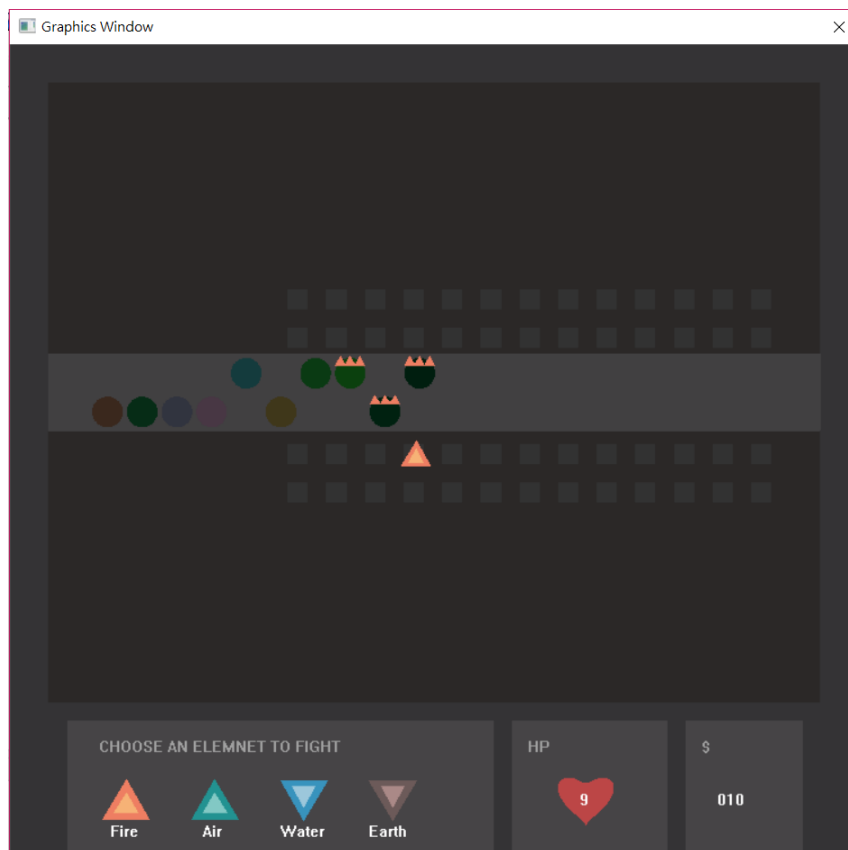 Graphics Window
CHOOSE AN ELEMNET TO FIGHT
HP
$
9
010
Fire
Air
Water
Earth